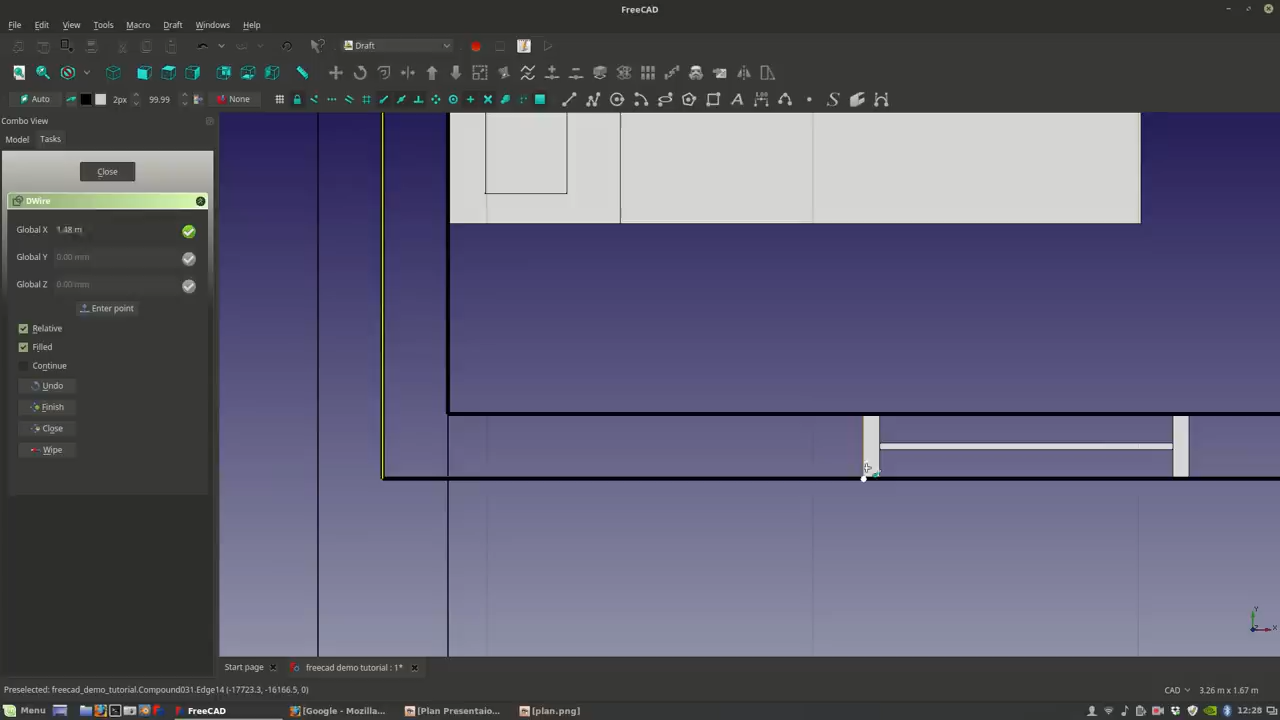 FreeCAD
File Edit View Tools Macro Draft Windows Help
Draft
Auto 2px 99.99 None
Combo View
Model Tasks
Close
DWire
Global X 1.48 m
Global Y 0.00 mm
Global Z 0.00 mm
Enter point
Relative
Filled
Continue
Undo
Finish
Close
Wipe
Y
X
Start page freecad demo tutorial : 1*
Preselected: freecad_demo_tutorial.Compound031.Edge14 (-17723.3, -16166.5, 0) CAD 3.26 m x 1.67 m
Menu FreeCAD [Google - Mozilla... [Plan Presentaio... [plan.png] 12:28